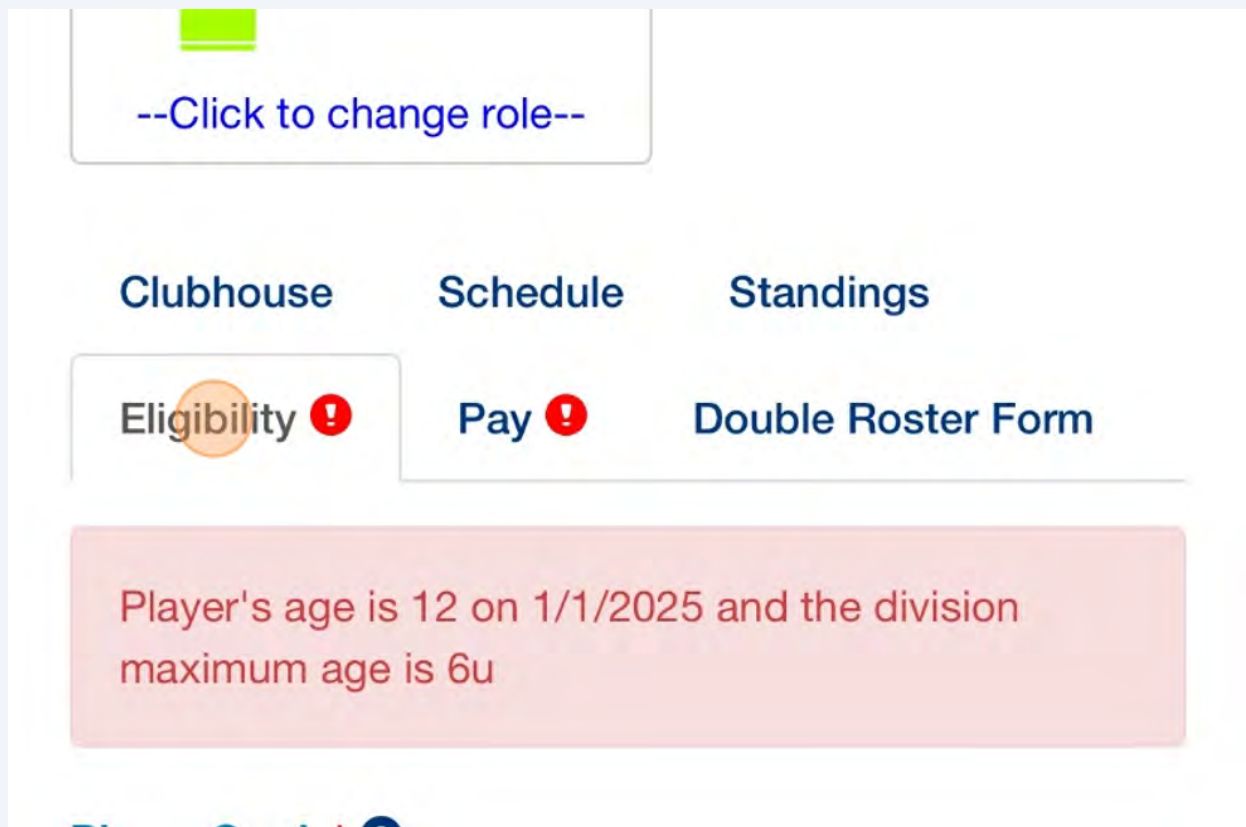 --Click to change role--
Clubhouse Schedule Standings
Eligibility Pay Double Roster Form
Player's age is 12 on 1/1/2025 and the division
maximum age is 6u